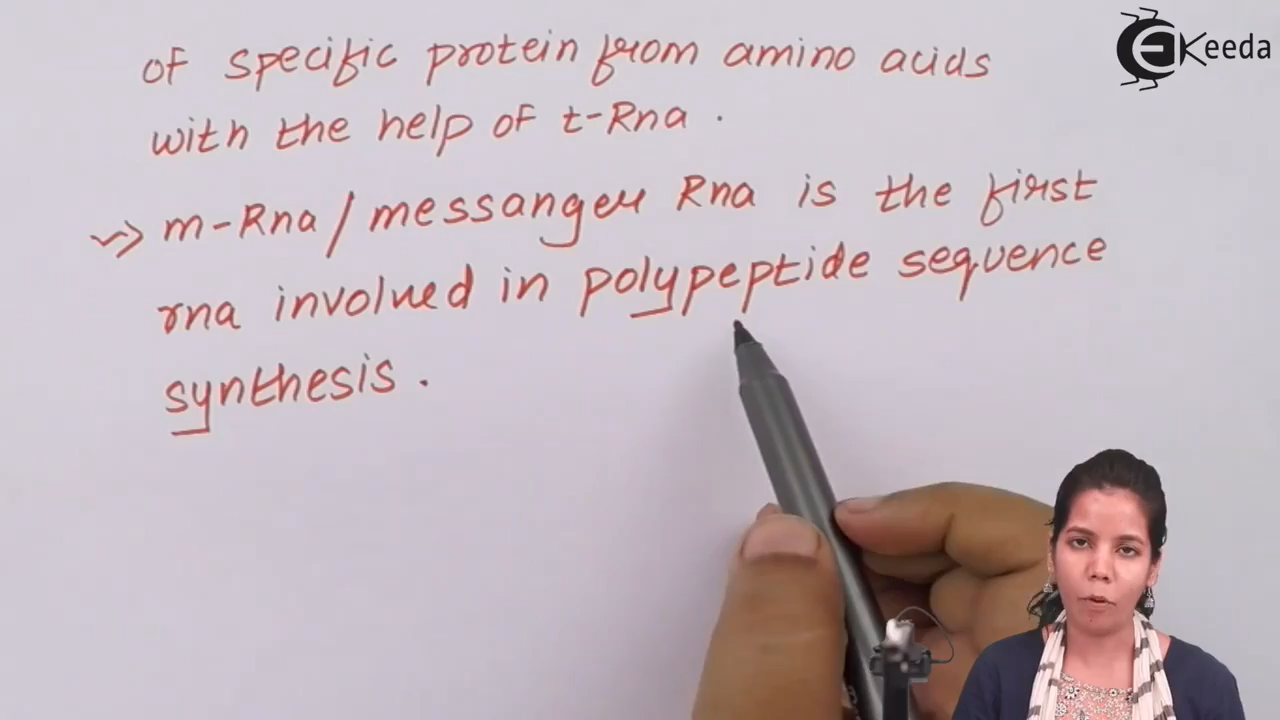 of specific protein from amino acids
with the help of t-Rna.
m-Rna/messanger Rna is the first
rna involved in polypeptide sequence
synthesis.
Keeda